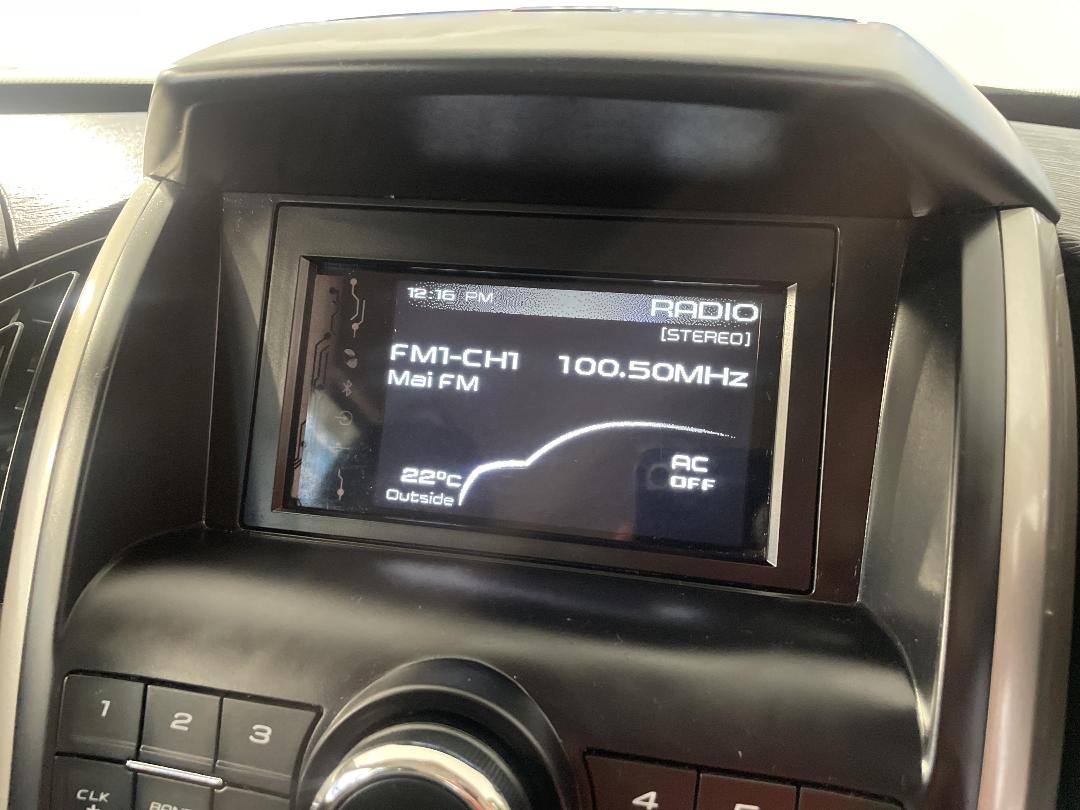 12:16 PM
RADIO
[STEREO]
FM1-CH1 100.50MHz
Mai FM
22°C
Outside
AC
OFF
1 2 3
4
CLK